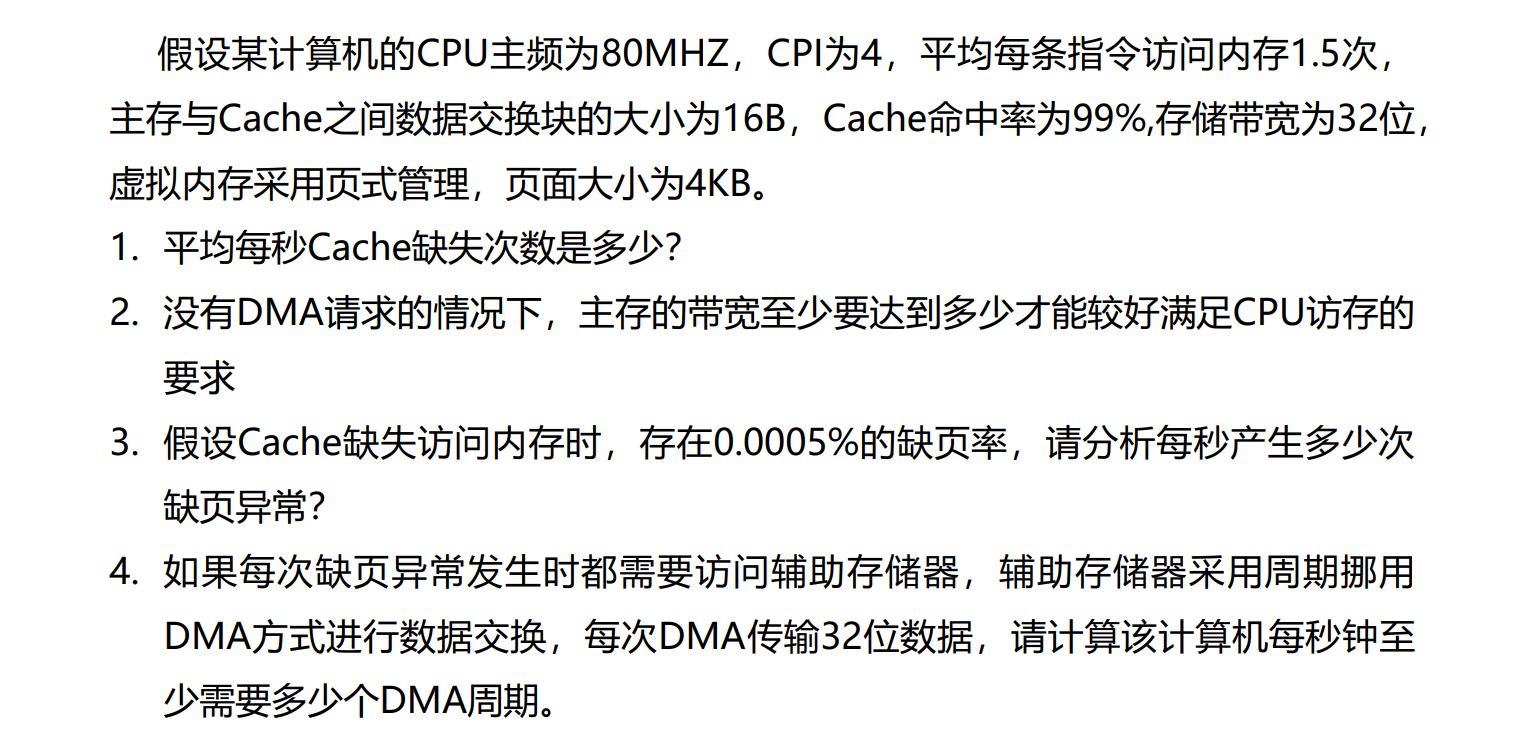 假设某计算机的CPU主频为80MHZ，CPI为4，平均每条指令访问内存1.5次，
主存与Cache之间数据交换块的大小为16B，Cache命中率为99%,存储带宽为32位，
虚拟内存采用页式管理，页面大小为4KB。
1. 平均每秒Cache缺失次数是多少？
2. 没有DMA请求的情况下，主存的带宽至少要达到多少才能较好满足CPU访存的
要求
3. 假设Cache缺失访问内存时，存在0.0005%的缺页率，请分析每秒产生多少次
缺页异常？
4. 如果每次缺页异常发生时都需要访问辅助存储器，辅助存储器采用周期挪用
DMA方式进行数据交换，每次DMA传输32位数据，请计算该计算机每秒钟至
少需要多少个DMA周期。